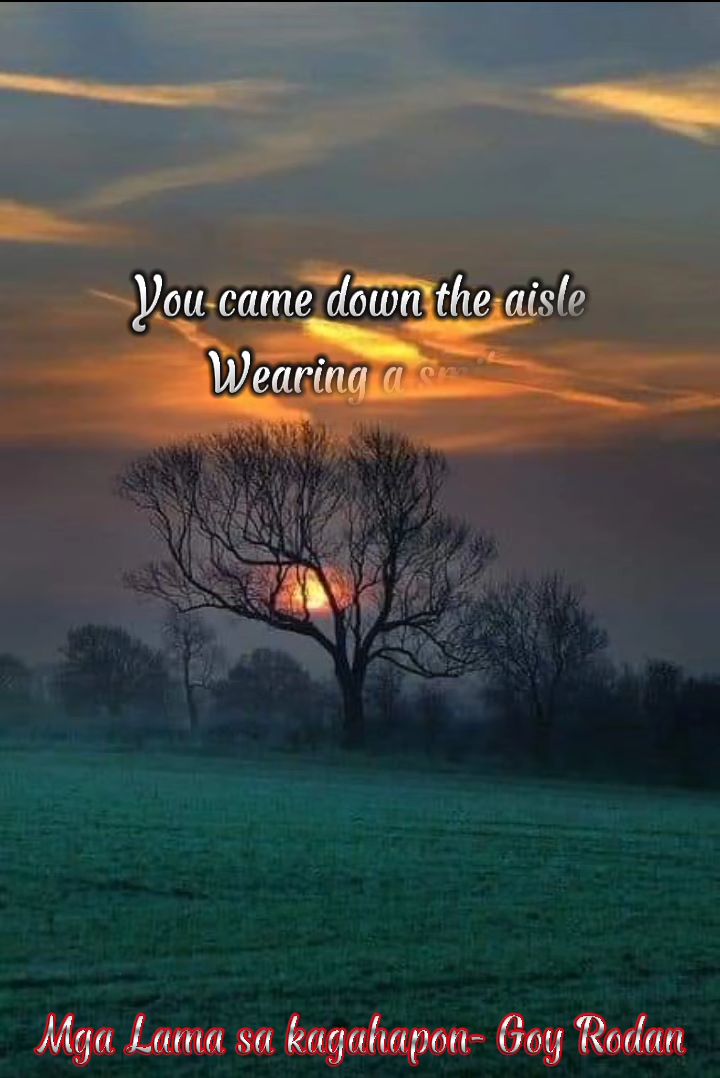 You came down the aisle
Wearing a
Mga Lama sa kagahapon- Goy Rodan